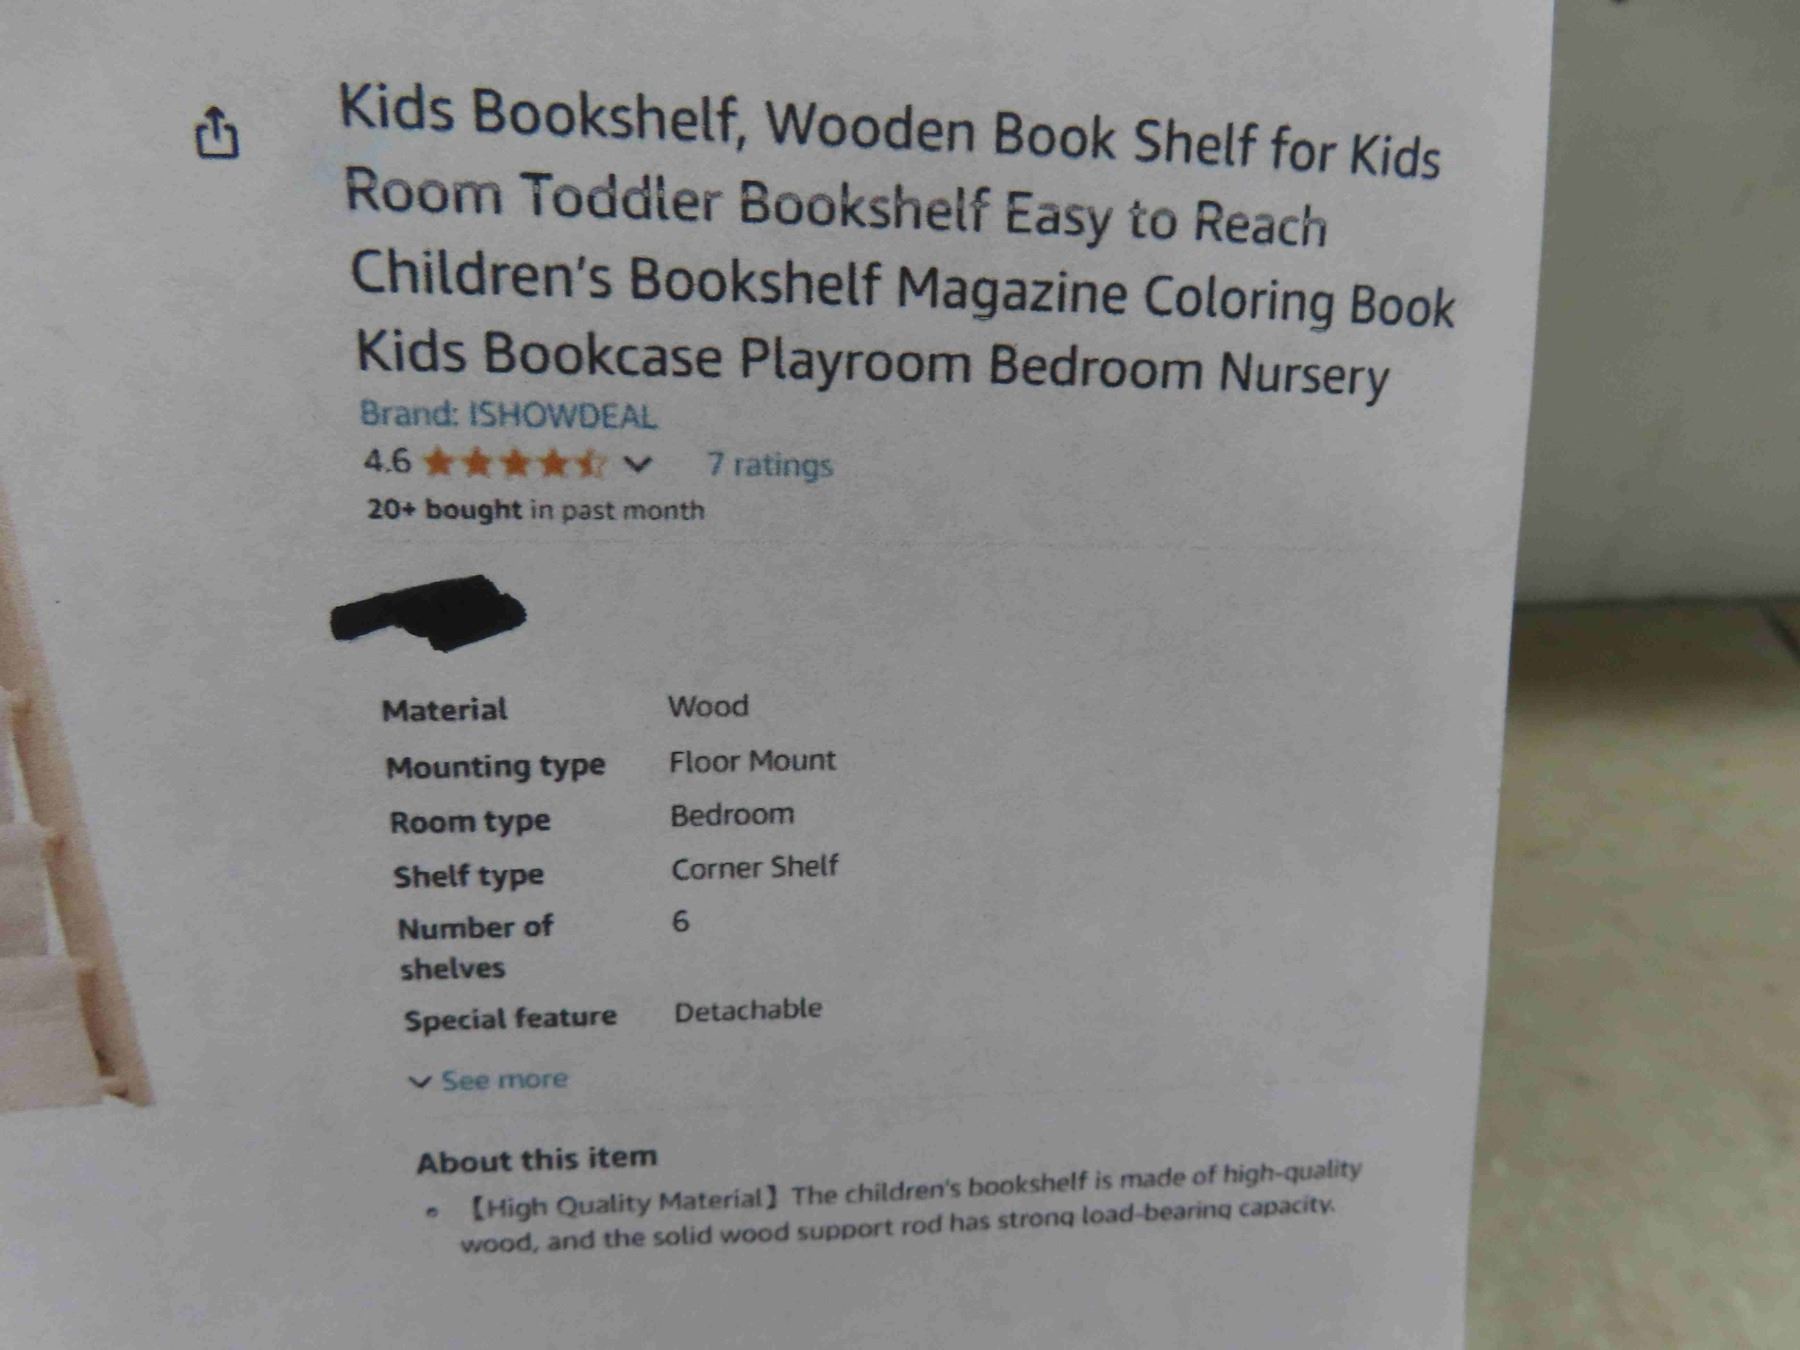 Kids Bookshelf, Wooden Book Shelf for Kids
Room Toddler Bookshelf Easy to Reach
Children's Bookshelf Magazine Coloring Book
Kids Bookcase Playroom Bedroom Nursery
Brand: ISHOWDEAL
4.6 7 ratings
20+ bought in past month
Material Wood
Mounting type Floor Mount
Room type Bedroom
Shelf type Corner Shelf
Number of 6
shelves
Special feature Detachable
See more
About this item
• 【High Quality Material】The children's bookshelf is made of high-quality
wood, and the solid wood support rod has strong load-bearing capacity.